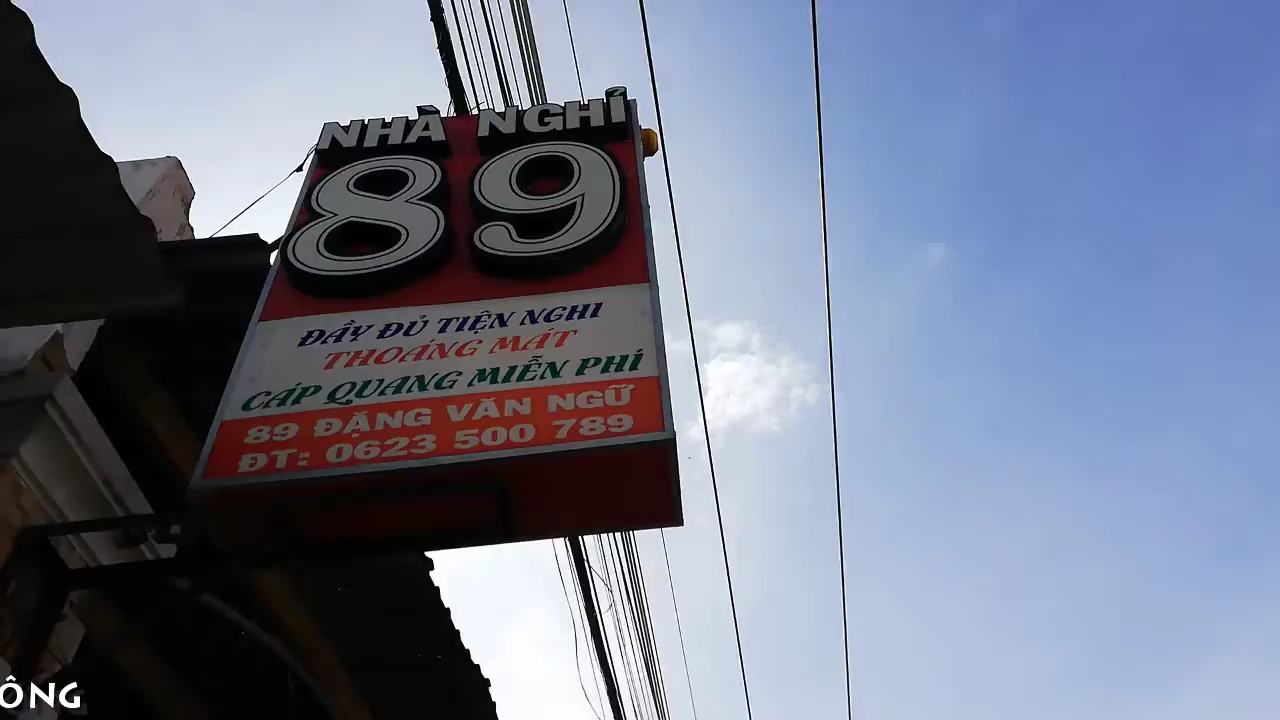 NHÀ NGHỈ
89
ĐẦY ĐỦ TIỆN NGHI
THOÁNG MÁT
CÁP QUANG MIỄN PHÍ
89 ĐẶNG VĂN NGỮ
ĐT: 0623 500 789
ÔNG